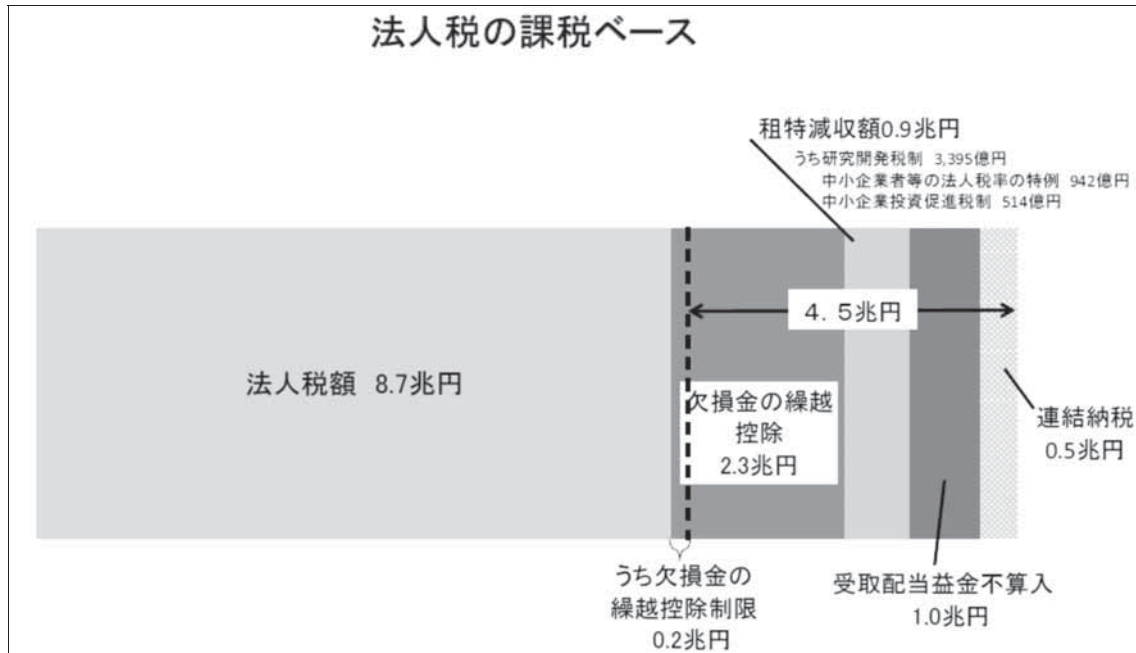 法人税の課税ベース
租特減収額0.9兆円
うち研究開発税制 3,395億円
中小企業者等の法人税率の特例 942億円
中小企業投資促進税制 514億円
4.5兆円
法人税額 8.7兆円
欠損金の繰越
控除
2.3兆円
連結納税
0.5兆円
うち欠損金の
繰越控除制限
0.2兆円
受取配当益金不算入
1.0兆円